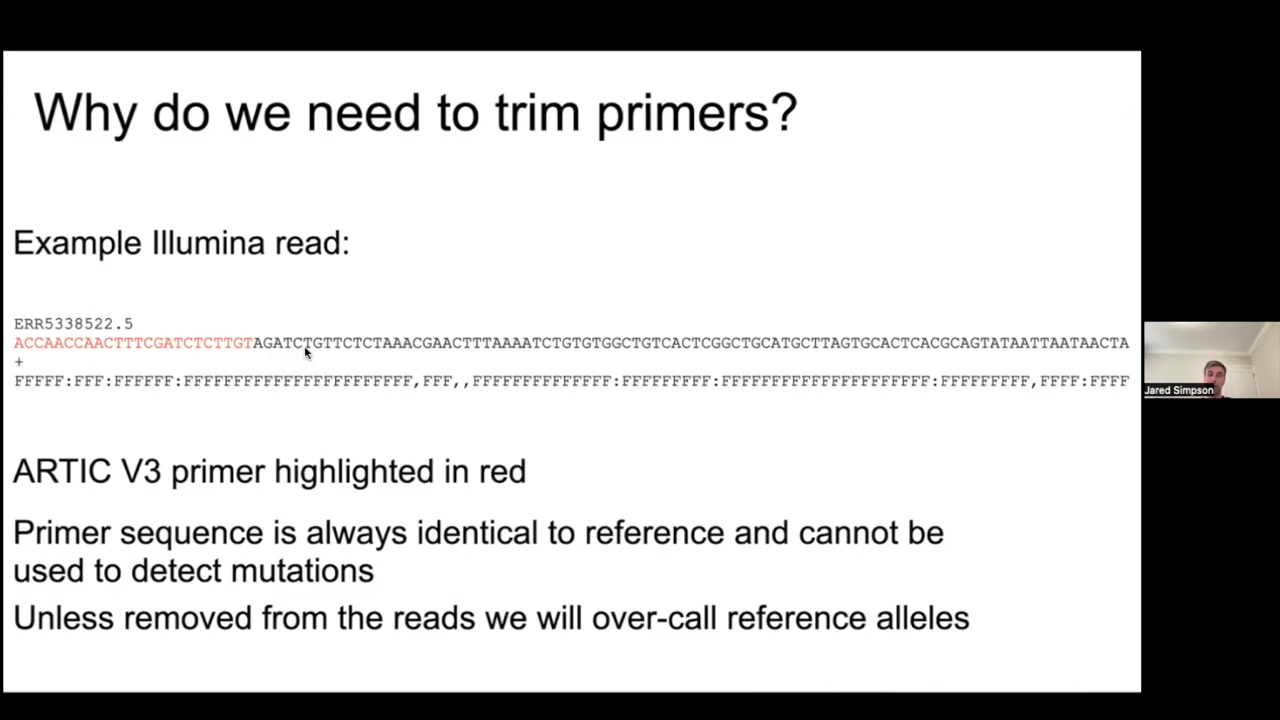 Why do we need to trim primers?
Example Illumina read:
ERR5338522.5
ACCAACCAACTTTCGATCTCTTGTAGATCTGTTCTCTAAACGAACTTTAAAATCTGTGTGGCTGTCACTCGGCTGCATGCTTAGTGCACTCACGCAGTATAATTAATAACTA
+
FFFFF:FFF:FFFFFF:FFFFFFFFFFFFFFFFFFFFFFF,FFF,,FFFFFFFFFFFFFF:FFFFFFFFF:FFFFFFFFFFFFFFFFFFFFF:FFFFFFFFF,FFFF:FFFF
Jared Simpson
ARTIC V3 primer highlighted in red
Primer sequence is always identical to reference and cannot be
used to detect mutations
Unless removed from the reads we will over-call reference alleles